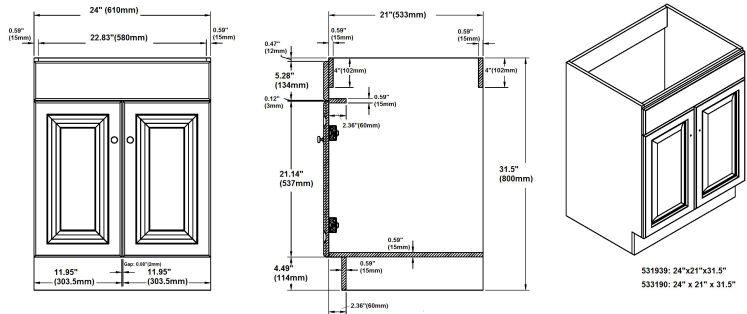 24" (610mm)
0.59"
(15mm)
22.83"(580mm)
0.59"
(15mm)
Gap: 0.08"(2mm)
11.95"
(303.5mm)
11.95"
(303.5mm)
21"(533mm)
0.59"
(15mm)
0.59"
(15mm)
0.47"
(12mm)
4"(102mm)
4"(102mm)
5.28"
(134mm)
0.12"
(3mm)
0.59"
(15mm)
2.36"(60mm)
21.14"
(537mm)
31.5"
(800mm)
0.59"
(15mm)
4.49"
(114mm)
0.59"
(15mm)
2.36"(60mm)
531939: 24"x21"x31.5"
533190: 24" x 21" x 31.5"